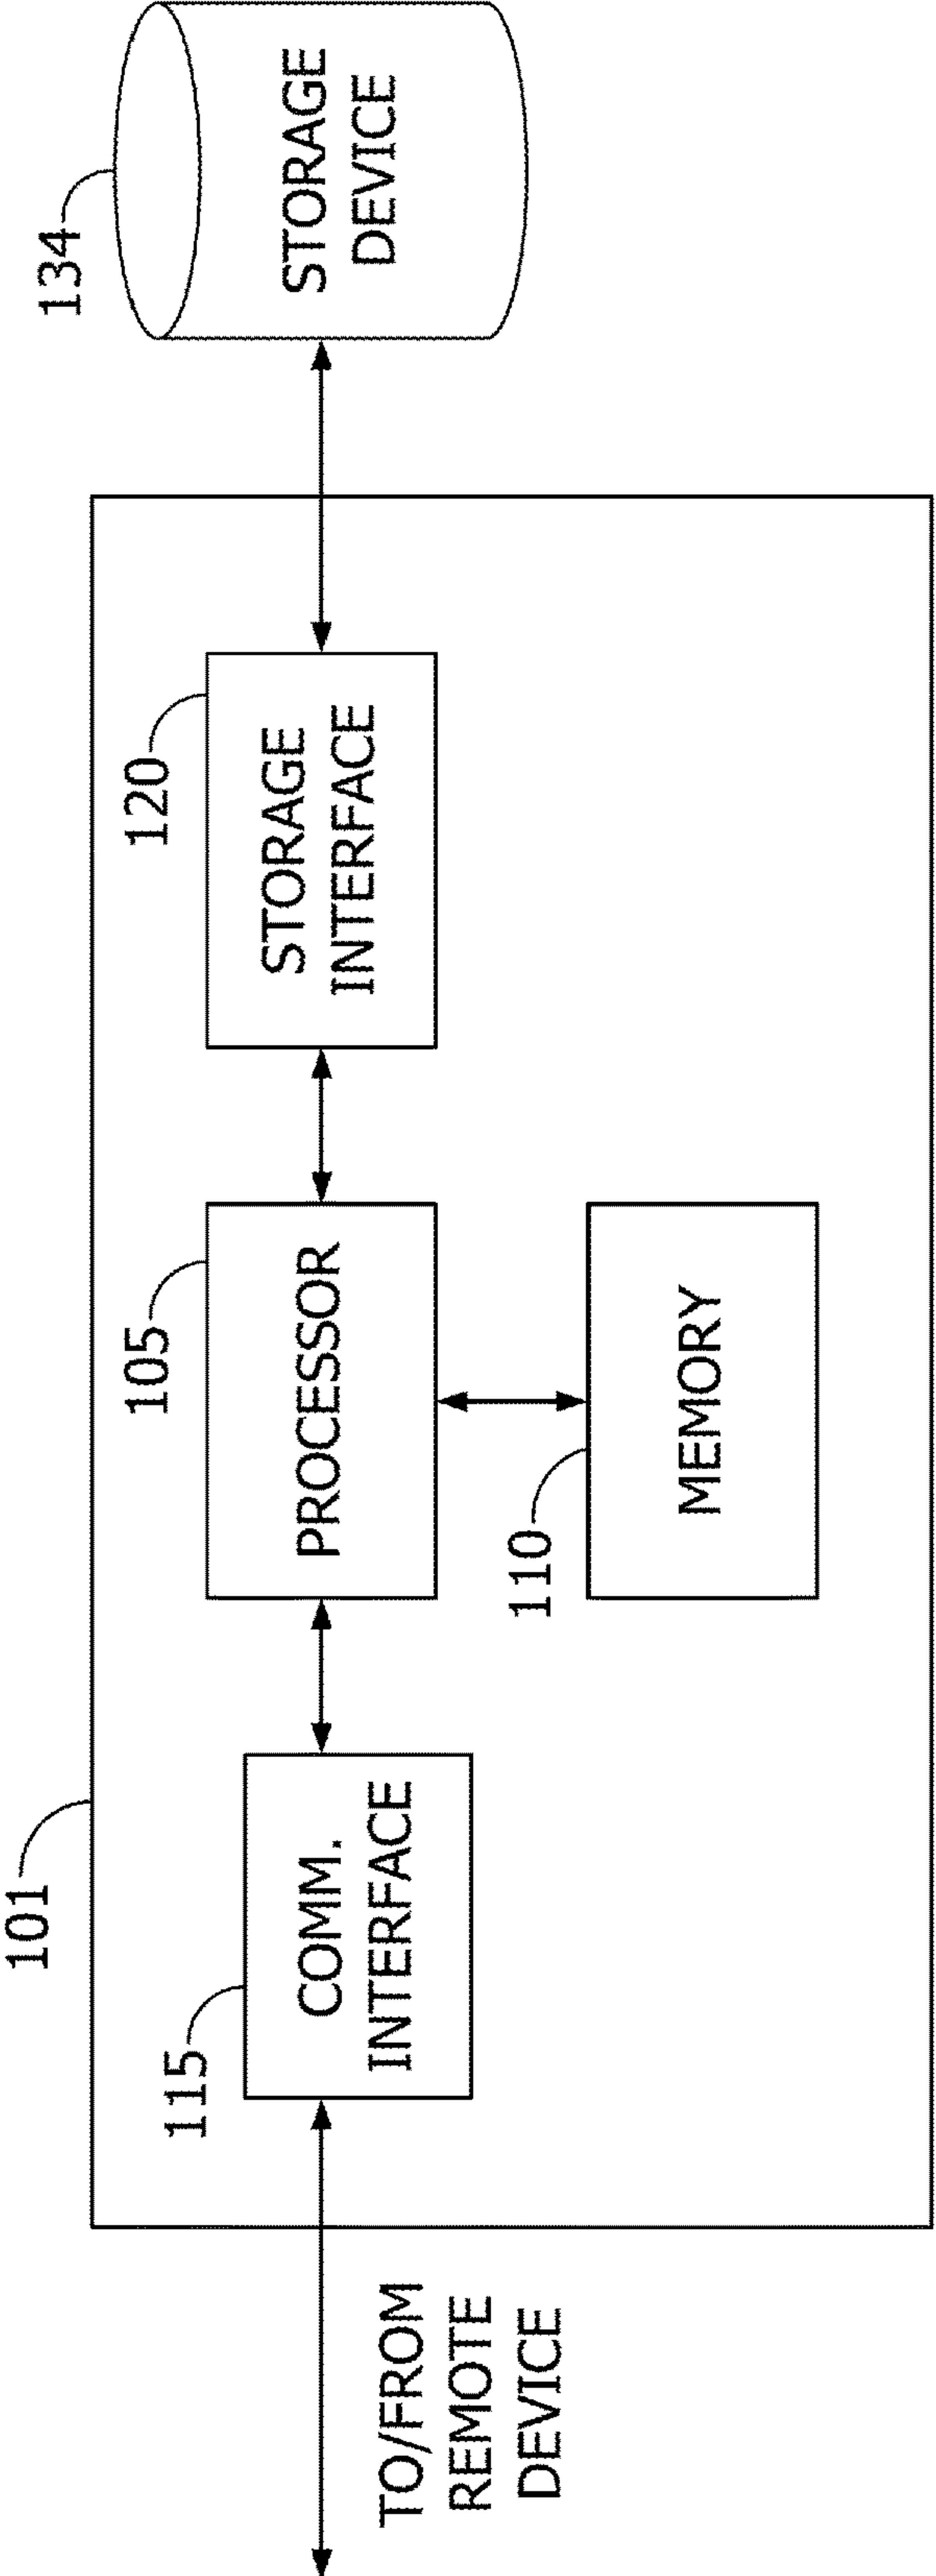 101
115
COMM.
INTERFACE
105
PROCESSOR
110
MEMORY
120
STORAGE
INTERFACE
134
STORAGE
DEVICE
TO/FROM
REMOTE
DEVICE